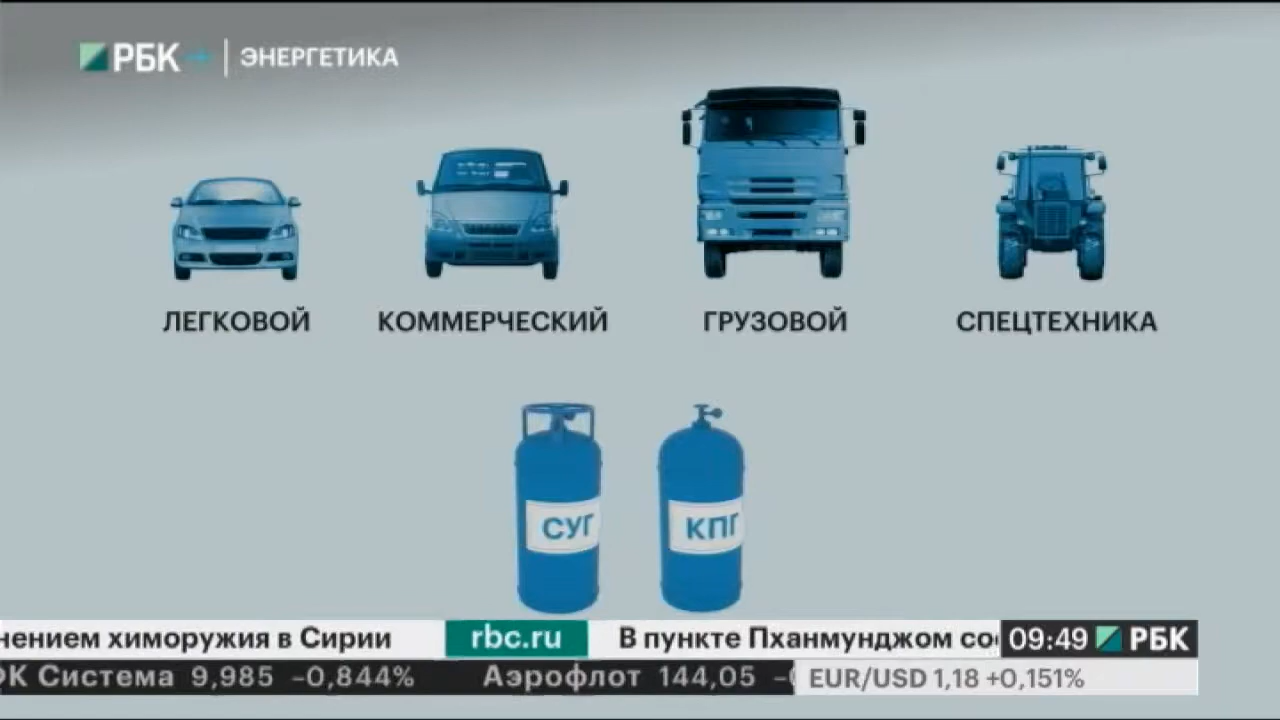 РБК
ЭНЕРГЕТИКА
ЛЕГКОВОЙ
КОММЕРЧЕСКИЙ
ГРУЗОВОЙ
СПЕЦТЕХНИКА
СУГ
КПГ
химоружия в Сирии
rbc.ru
В пункте Пханмунджом
09:49
РБК
Система 9,985 -0,844%
Аэрофлот 144,05
EUR/USD 1,18 +0,151%